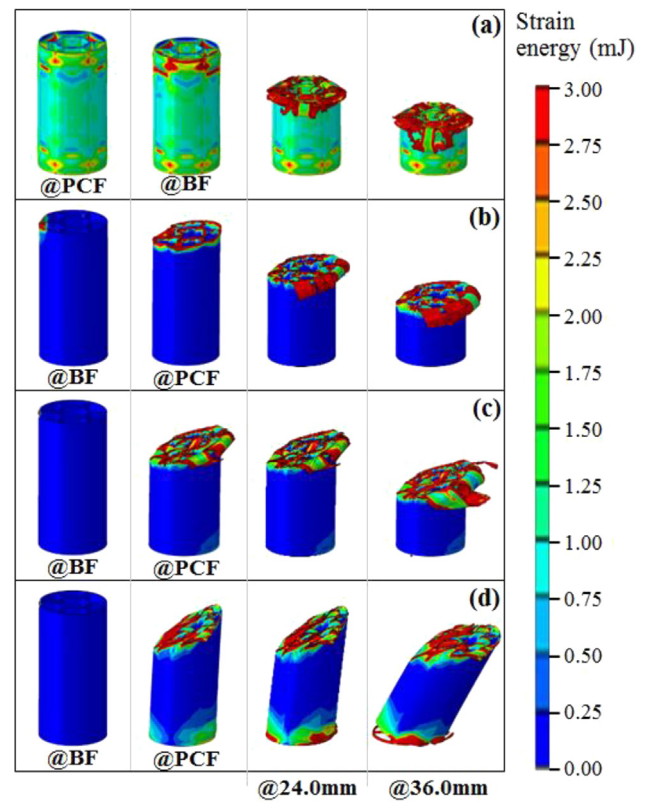 (a)
@PCF @BF
(b)
@BF @PCF
(c)
@BF @PCF
(d)
@BF @PCF
@24.0mm @36.0mm
Strain
energy (mJ)
3.00
2.75
2.50
2.25
2.00
1.75
1.50
1.25
1.00
0.75
0.50
0.25
0.00